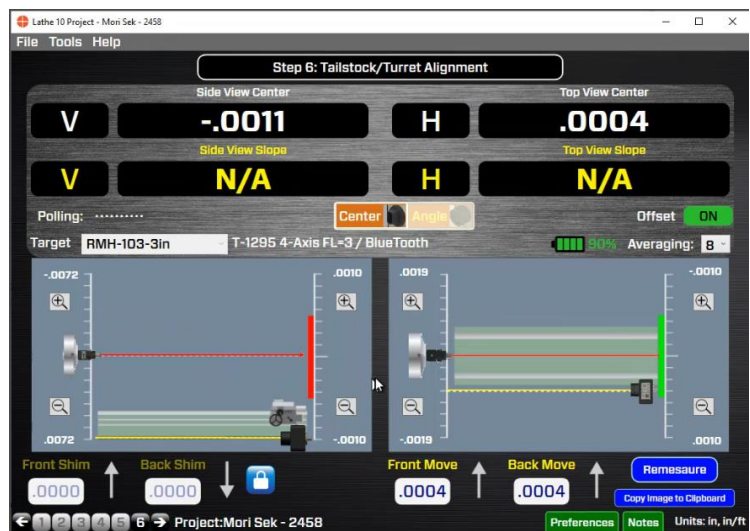 Lathe 10 Project - Mori Sek - 2458
File Tools Help
Step 6: Tailstock/Turret Alignment
Side View Center Top View Center
V -.0011 H .0004
Side View Slope Top View Slope
V N/A H N/A
Polling: .......... Center Angle Offset ON
Target RMH-103-3in T-1295 4-Axis FL=3 / BlueTooth 90% Averaging: 8
-.0072 .0010 .0019 -.0010
.0072 -.0010 -.0019 .0010
Front Shim Back Shim Front Move Back Move Remesaure
.0000 .0000 .0004 .0004 Copy Image to Clipboard
1 2 3 4 5 6 Project:Mori Sek - 2458 Preferences Notes Units: in, in/ft